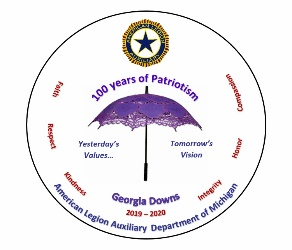 100 years of Patriotism
Faith
Compassion
Respect
Honor
Yesterday's
Values...
Tomorrow's
Vision
Kindness
Integrity
Georgia Downs
2019 – 2020
American Legion Auxiliary Department of Michigan